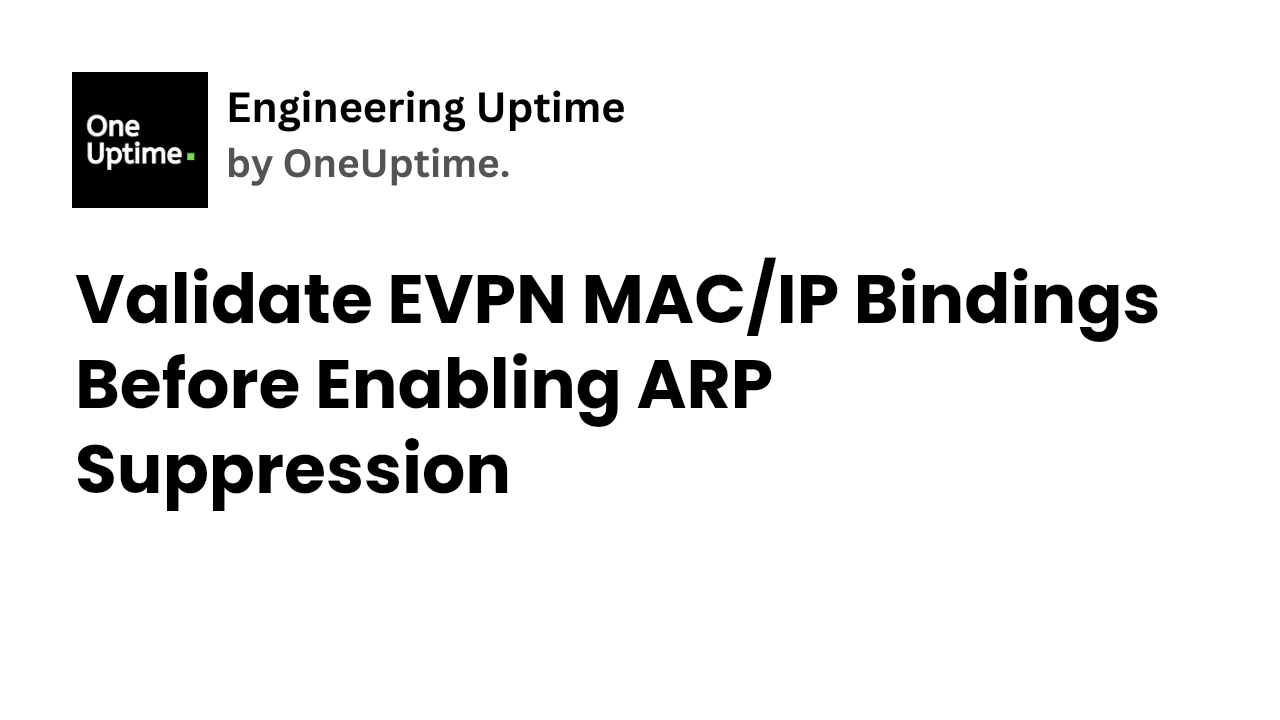 One
Uptime.
Engineering Uptime
by OneUptime.
Validate EVPN MAC/IP Bindings
Before Enabling ARP
Suppression